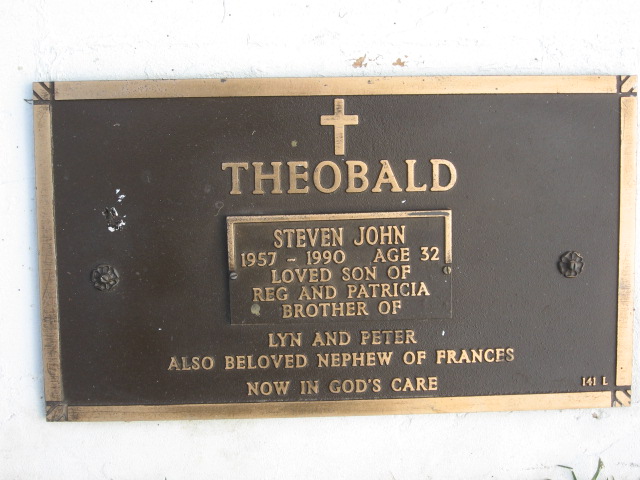 THEOBALD
STEVEN JOHN
1957 - 1990 AGE 32
LOVED SON OF
REG AND PATRICIA
BROTHER OF
LYN AND PETER
ALSO BELOVED NEPHEW OF FRANCES
NOW IN GOD'S CARE
141 L